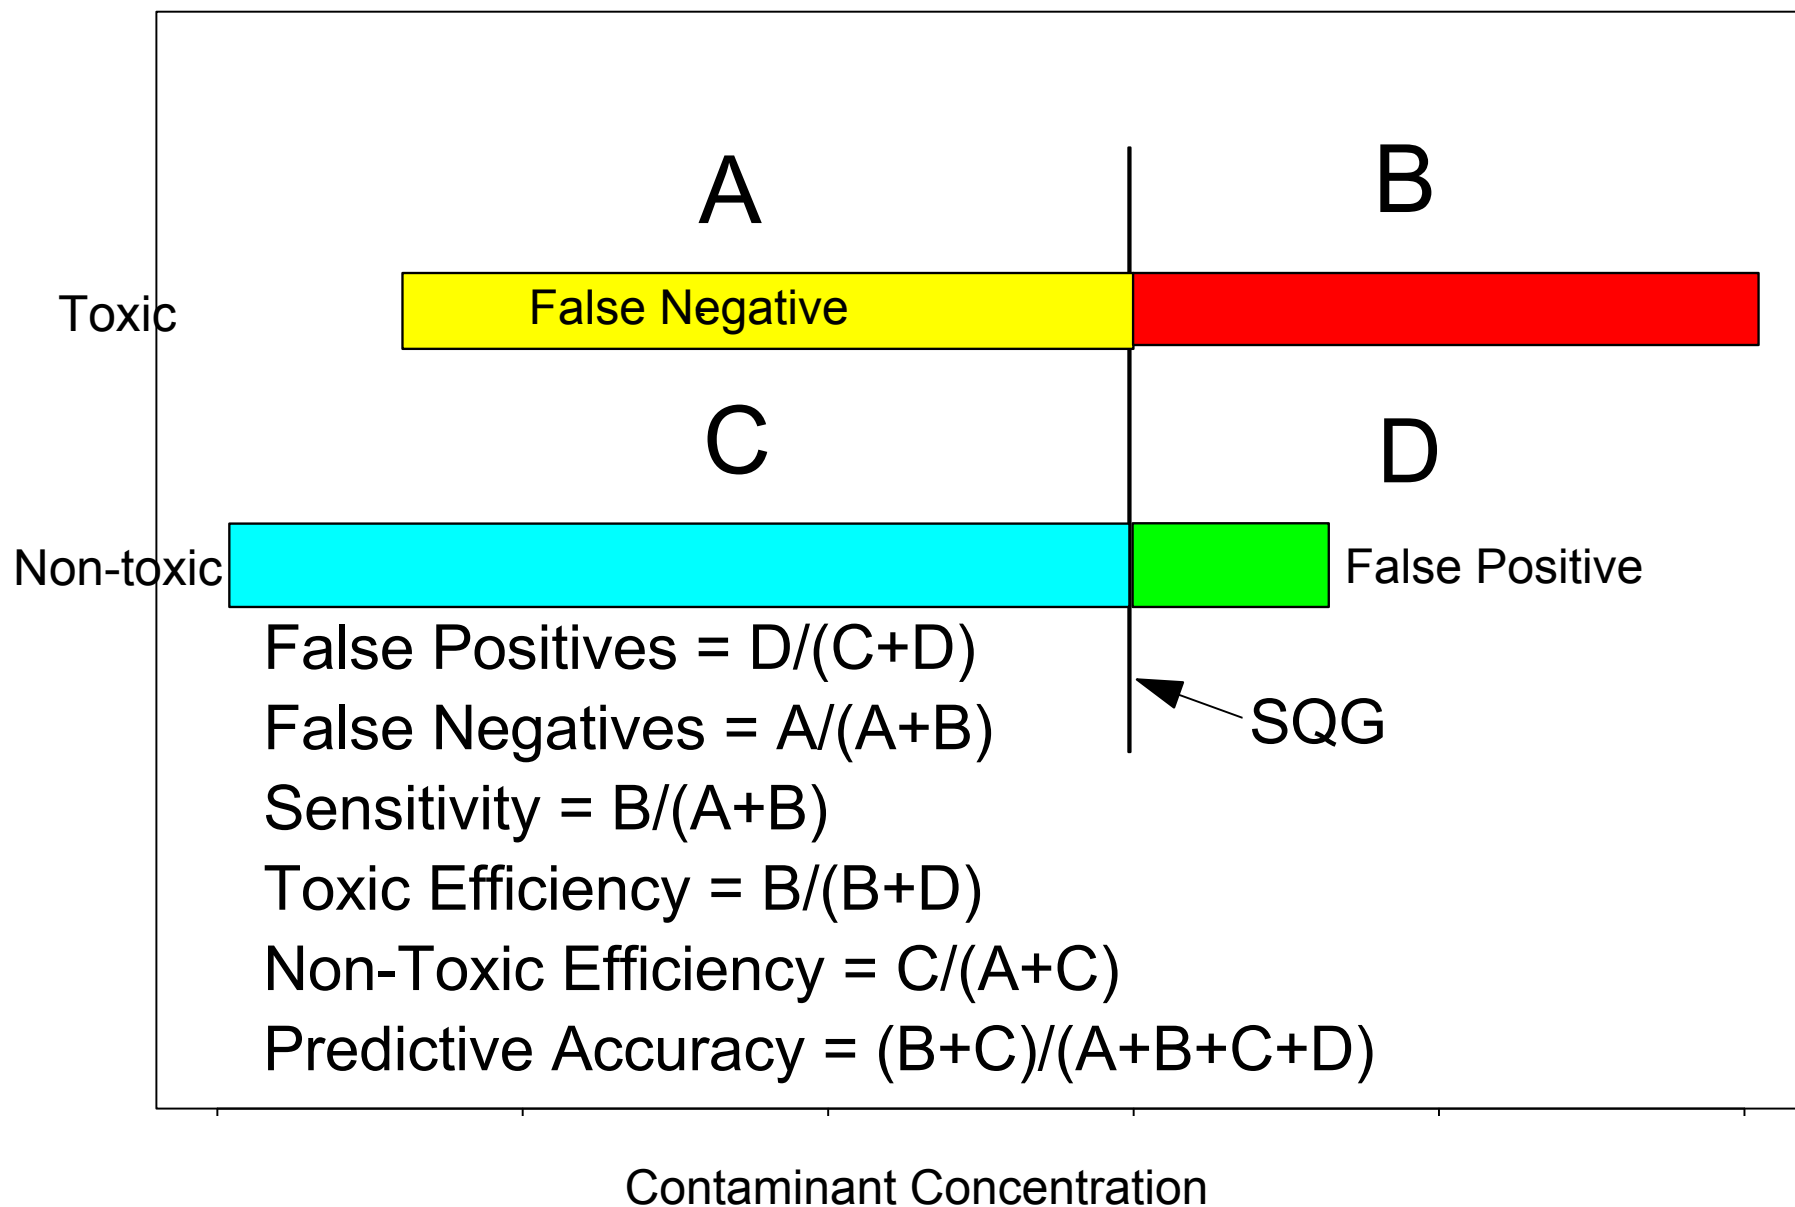 A
B
Toxic
False Negative
C
D
Non-toxic
False Positive
False Positives = D/(C+D)
False Negatives = A/(A+B)
SQG
Sensitivity = B/(A+B)
Toxic Efficiency = B/(B+D)
Non-Toxic Efficiency = C/(A+C)
Predictive Accuracy = (B+C)/(A+B+C+D)
Contaminant Concentration